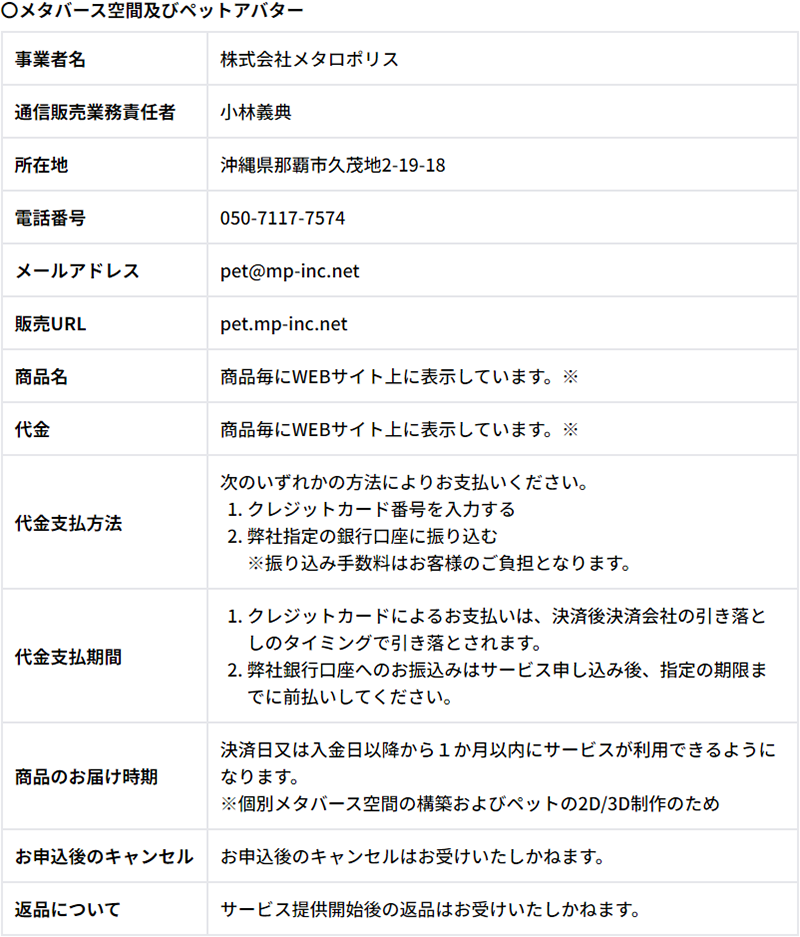 〇メタバース空間及びペットアバター
事業者名
株式会社メタロポリス
通信販売業務責任者
小林義典
所在地
沖縄県那覇市久茂地2-19-18
電話番号
050-7117-7574
メールアドレス
pet@mp-inc.net
販売URL
pet.mp-inc.net
商品名
商品毎にWEBサイト上に表示しています。※
代金
商品毎にWEBサイト上に表示しています。※
代金支払方法
次のいずれかの方法によりお支払いください。
1. クレジットカード番号を入力する
2. 弊社指定の銀行口座に振り込む
※振り込み手数料はお客様のご負担となります。
代金支払期間
1. クレジットカードによるお支払いは、決済後決済会社の引き落と
しのタイミングで引き落とされます。
2. 弊社銀行口座へのお振込みはサービス申し込み後、指定の期限ま
でに前払いしてください。
商品のお届け時期
決済日又は入金日以降から１か月以内にサービスが利用できるように
なります。
※個別メタバース空間の構築およびペットの2D/3D制作のため
お申込後のキャンセル
お申込後のキャンセルはお受けいたしかねます。
返品について
サービス提供開始後の返品はお受けいたしかねます。